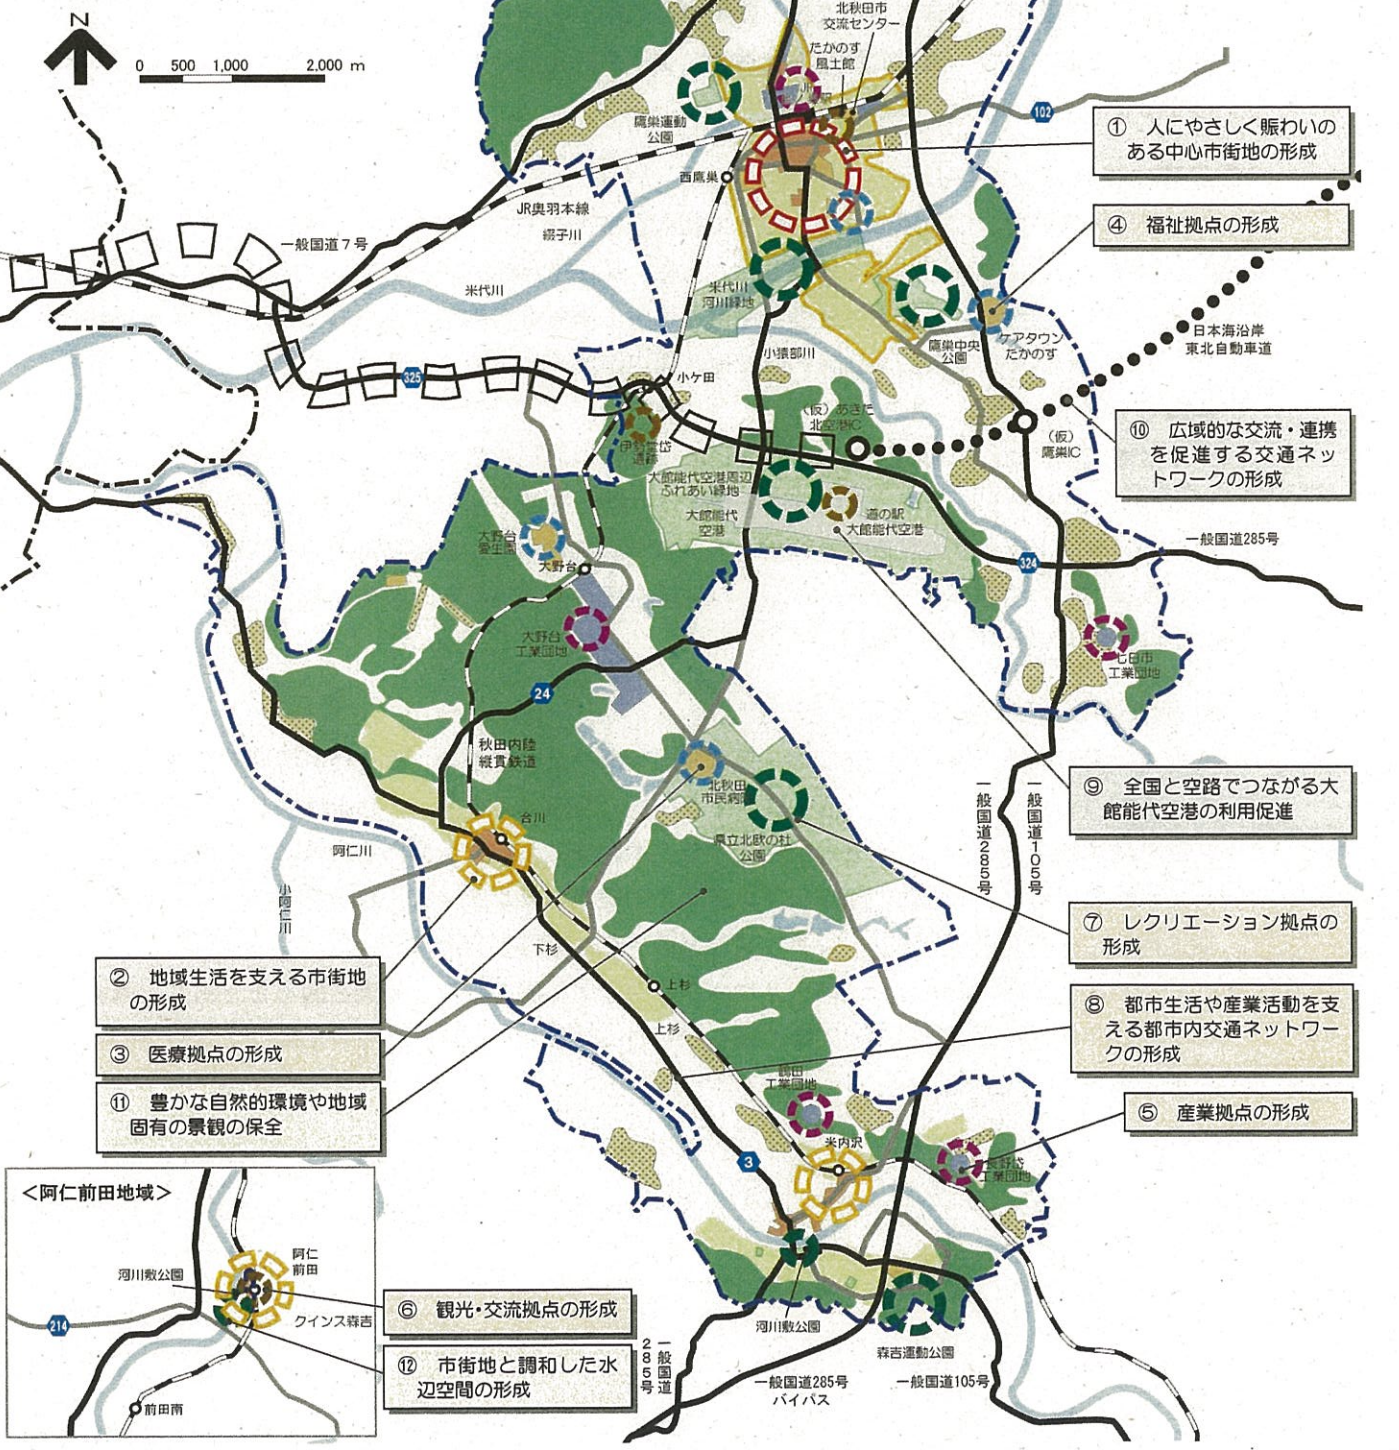 N
0 500 1,000 2,000 m
北秋田市
交流センター
たかのす
風土館
鷹巣運動
公園
102
① 人にやさしく賑わいの
ある中心市街地の形成
西鷹巣
JR奥羽本線
綴子川
一般国道7号
④ 福祉拠点の形成
米代川
米代川
河川緑地
小猿部川
鷹巣中央
公園
ケアタウン
たかのす
日本海沿岸
東北自動車道
325
小ケ田
(仮)あきた
北空港IC
(仮)
鷹巣IC
⑩ 広域的な交流・連携
を促進する交通ネッ
トワークの形成
伊勢堂岱
遺跡
大館能代空港周辺
ふれあい緑地
大館能代
空港
道の駅
大館能代空港
大野台
愛生園
大野台
324
一般国道285号
大野台
工業団地
七日市
工業団地
24
秋田内陸
縦貫鉄道
北秋田
市民病院
一般国道285号
一般国道105号
⑨ 全国と空路でつながる大
館能代空港の利用促進
合川
県立北欧の杜
公園
阿仁川
小阿仁川
⑦ レクリエーション拠点の
形成
下杉
上杉
上杉
② 地域生活を支える市街地
の形成
③ 医療拠点の形成
⑪ 豊かな自然的環境や地域
固有の景観の保全
⑧ 都市生活や産業活動を支
える都市内交通ネットワー
クの形成
工業団地
⑤ 産業拠点の形成
米内沢
3
長野岱
工業団地
<阿仁前田地域>
河川敷公園
阿仁
前田
クインス森吉
214
前田南
⑥ 観光・交流拠点の形成
⑫ 市街地と調和した水
辺空間の形成
一般国道
285号
河川敷公園
森吉運動公園
一般国道285号
バイパス
一般国道105号